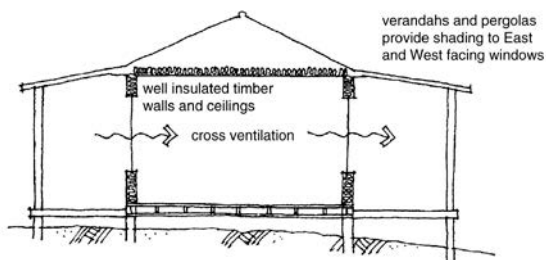 verandahs and pergolas
provide shading to East
and West facing windows
well insulated timber
walls and ceilings
cross ventilation